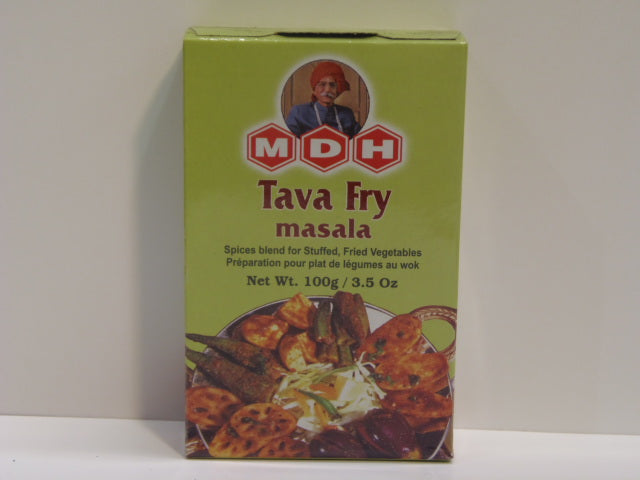 MDH
Tava Fry
masala
Spices blend for Stuffed, Fried Vegetables
Préparation pour plat de légumes au wok
Net Wt. 100g / 3.5 Oz